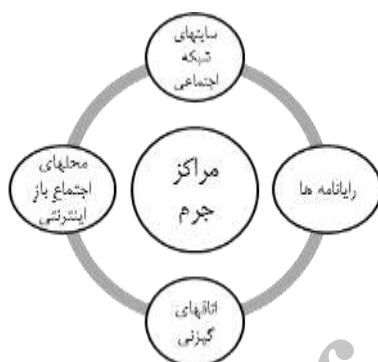 سایتهای
شبکه
اجتماعی
مراکز
جرم
رایانامه ها
محلهای
اجتماع باز
اینترنتی
اتاقهای
گپزنی